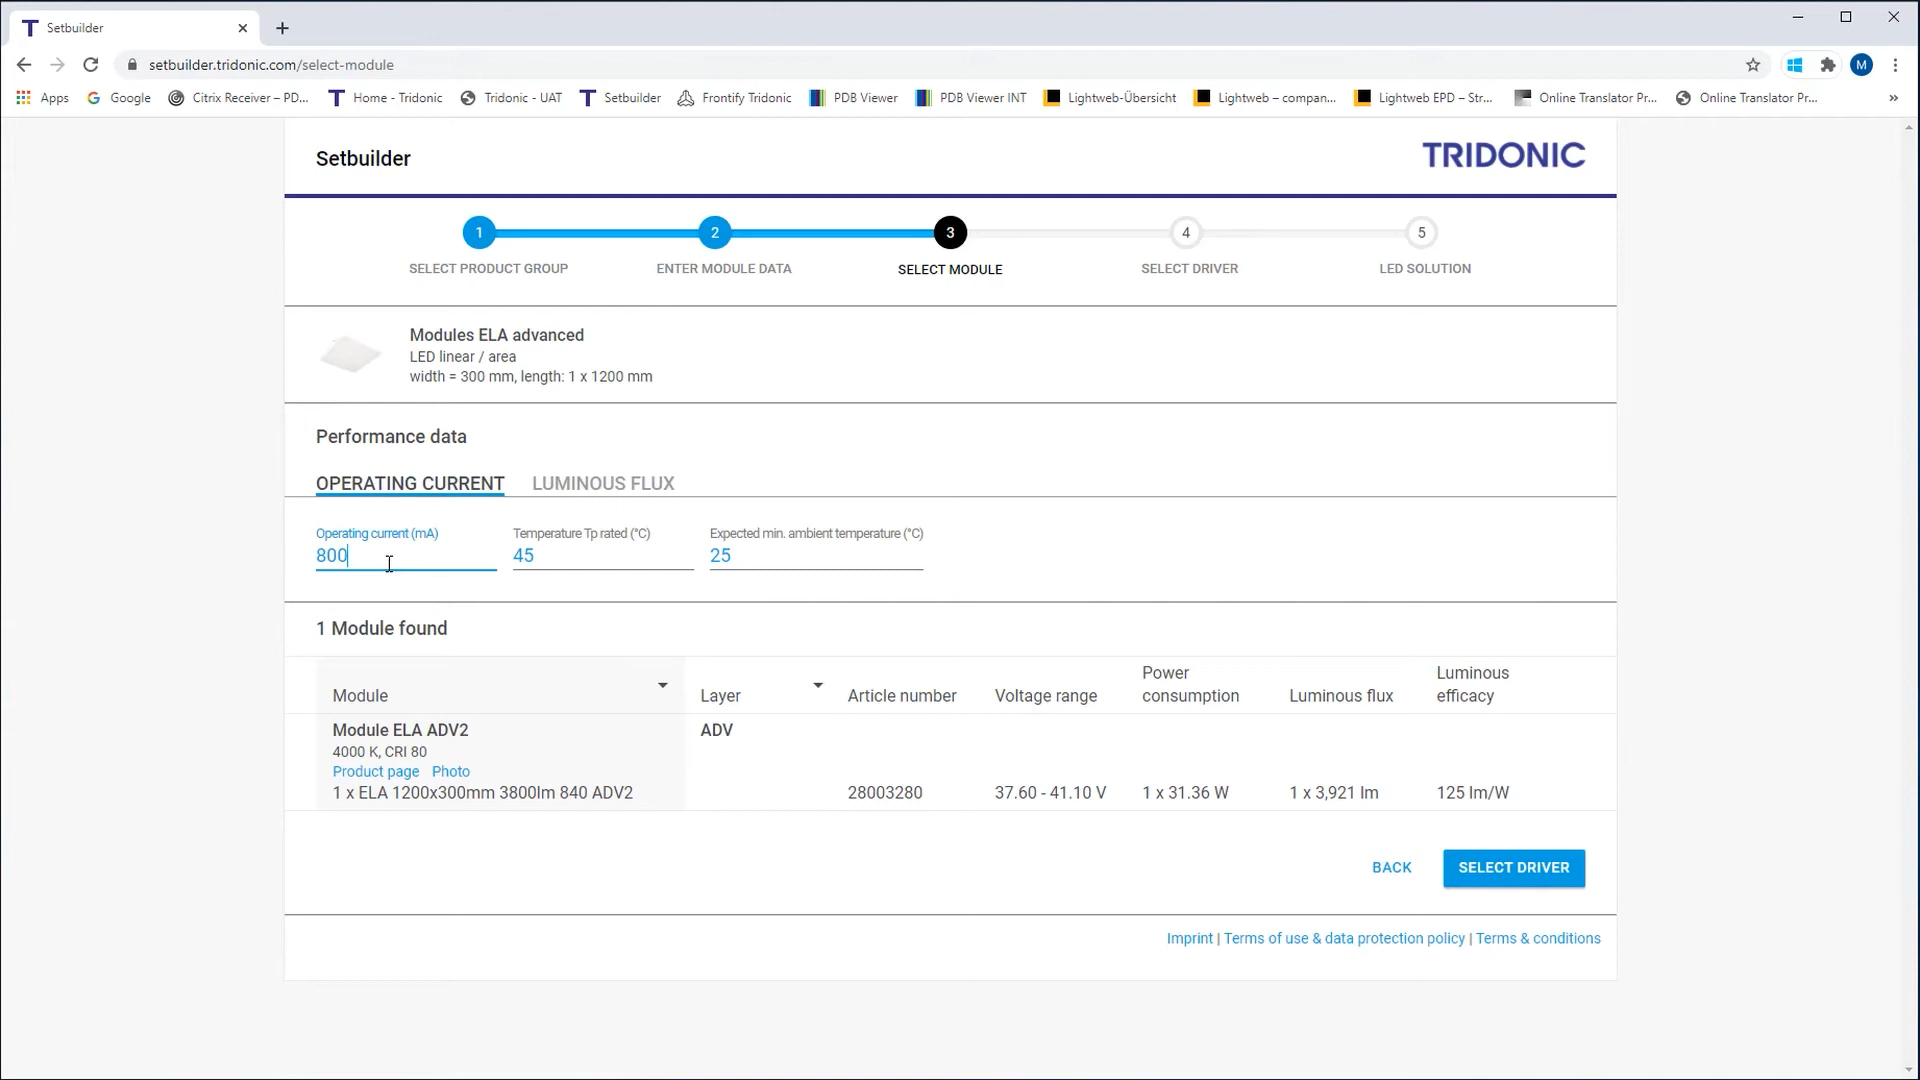 Setbuilder
setbuilder.tridonic.com/select-module
Apps Google Citrix Receiver – PD... Home - Tridonic Tridonic - UAT Setbuilder Frontify Tridonic PDB Viewer PDB Viewer INT Lightweb-Übersicht Lightweb – compan... Lightweb EPD – Str... Online Translator Pr... Online Translator Pr... »
M
Setbuilder
TRIDONIC
1 2 3 4 5
SELECT PRODUCT GROUP ENTER MODULE DATA SELECT MODULE SELECT DRIVER LED SOLUTION
Modules ELA advanced
LED linear / area
width = 300 mm, length: 1 x 1200 mm
Performance data
OPERATING CURRENT LUMINOUS FLUX
Operating current (mA) Temperature Tp rated (°C) Expected min. ambient temperature (°C)
800 45 25
1 Module found
Module Layer Article number Voltage range Power consumption Luminous flux Luminous efficacy
Module ELA ADV2 ADV
4000 K, CRI 80
Product page Photo
1 x ELA 1200x300mm 3800lm 840 ADV2 28003280 37.60 - 41.10 V 1 x 31.36 W 1 x 3,921 lm 125 lm/W
BACK SELECT DRIVER
Imprint | Terms of use & data protection policy | Terms & conditions